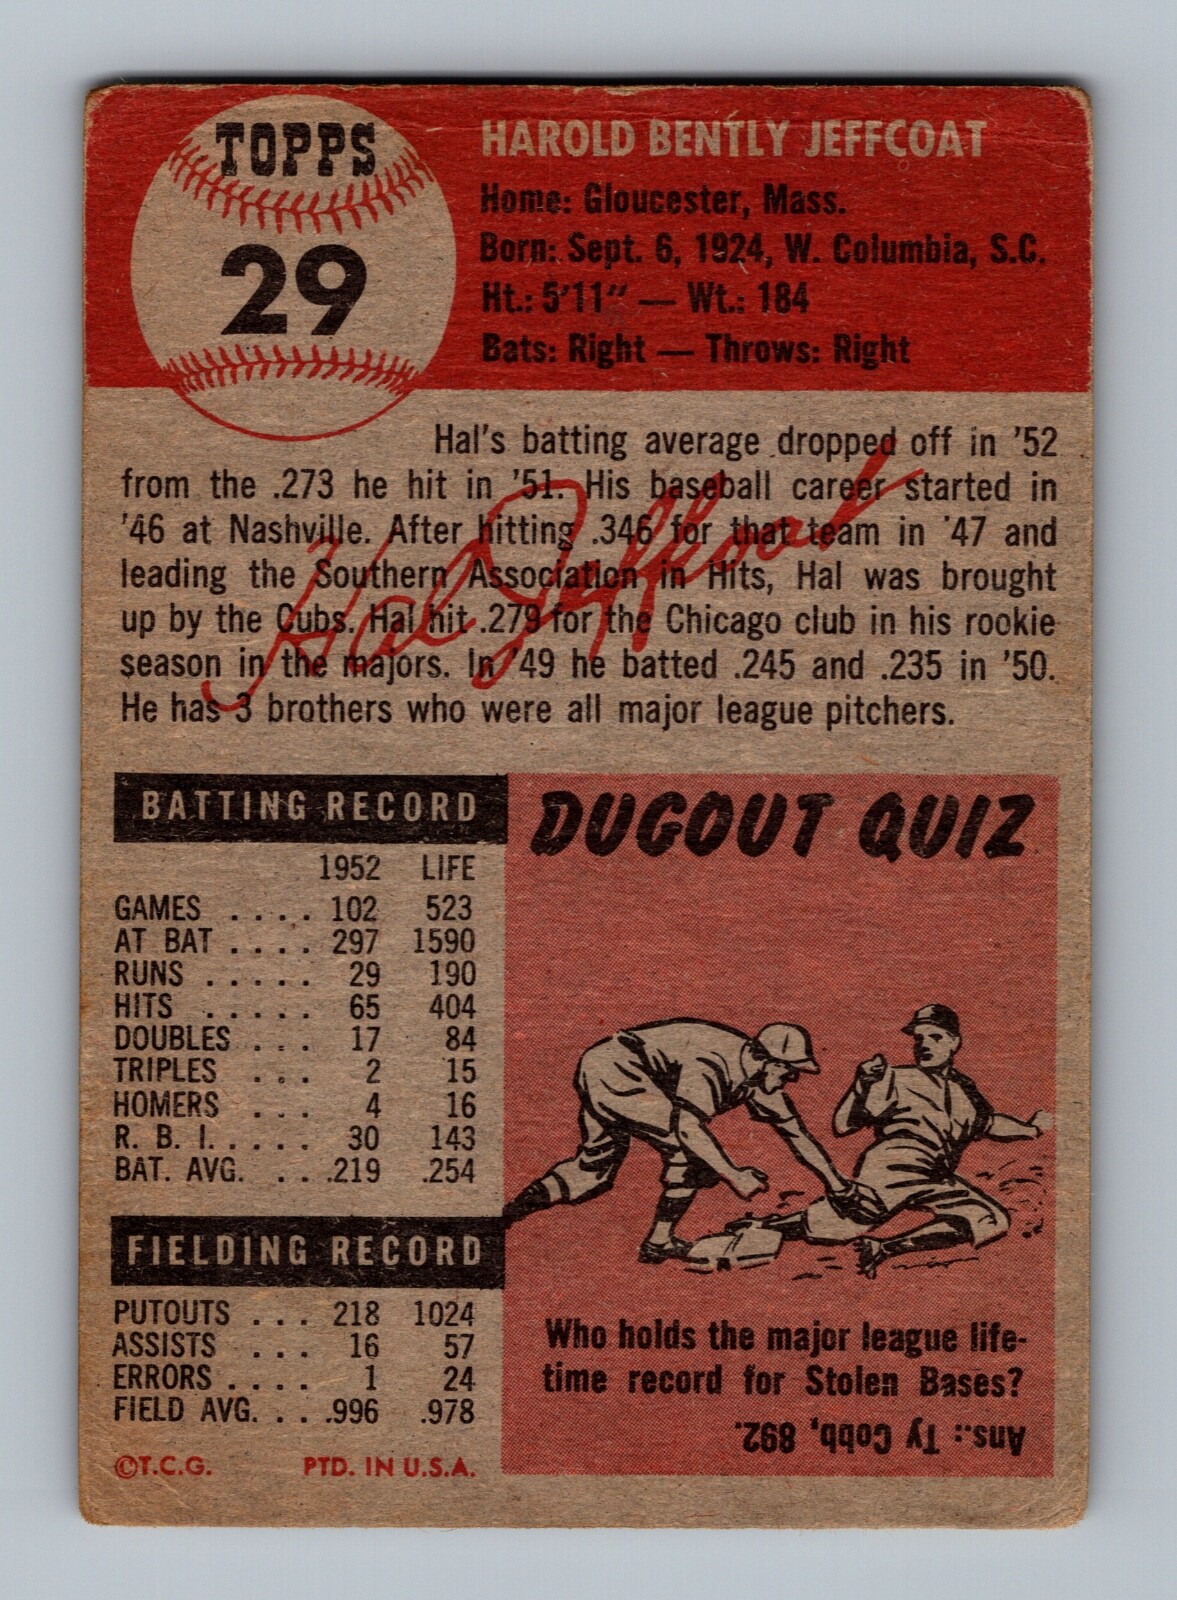 TOPPS
29
HAROLD BENTLY JEFFCOAT
Home: Gloucester, Mass.
Born: Sept. 6, 1924, W. Columbia, S.C.
Ht.: 5'11" — Wt.: 184
Bats: Right — Throws: Right
Hal's batting average dropped off in '52
from the .273 he hit in '51. His baseball career started in
'46 at Nashville. After hitting .346 for that team in '47 and
leading the Southern Association in Hits, Hal was brought
up by the Cubs. Hal hit .279 for the Chicago club in his rookie
season in the majors. In '49 he batted .245 and .235 in '50.
He has 3 brothers who were all major league pitchers.
Hal Jeffcoat
BATTING RECORD
1952 LIFE
GAMES .... 102 523
AT BAT .... 297 1590
RUNS ..... 29 190
HITS ..... 65 404
DOUBLES ... 17 84
TRIPLES ... 2 15
HOMERS ... 4 16
R. B. I. .... 30 143
BAT. AVG. ... .219 .254
FIELDING RECORD
PUTOUTS ... 218 1024
ASSISTS ... 16 57
ERRORS .... 1 24
FIELD AVG. ... .996 .978
©T.C.G. PTD. IN U.S.A.
DUGOUT QUIZ
Who holds the major league life-
time record for Stolen Bases?
Ans.: Ty Cobb, 892.